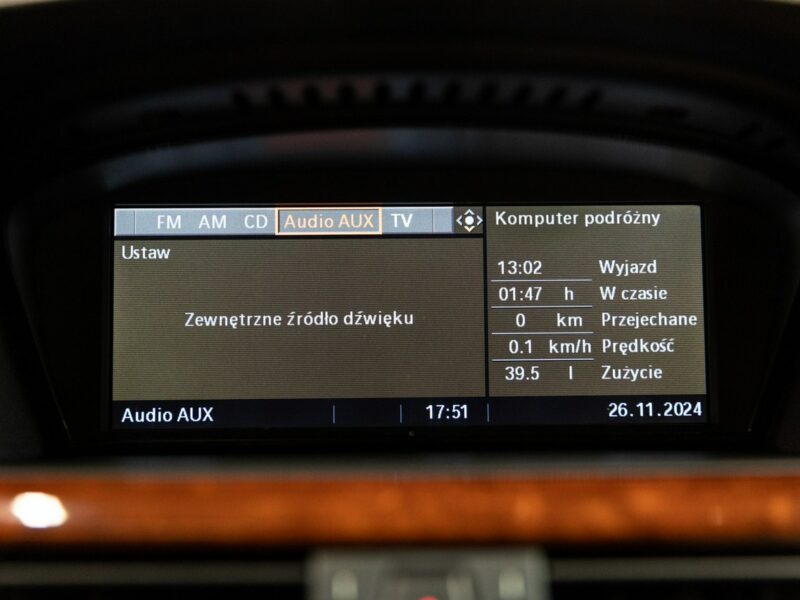 FM AM CD Audio AUX TV
Ustaw
Zewnętrzne źródło dźwięku
Komputer podróżny
13:02 Wyjazd
01:47 h W czasie
0 km Przejechane
0.1 km/h Prędkość
39.5 l Zużycie
Audio AUX 17:51 26.11.2024